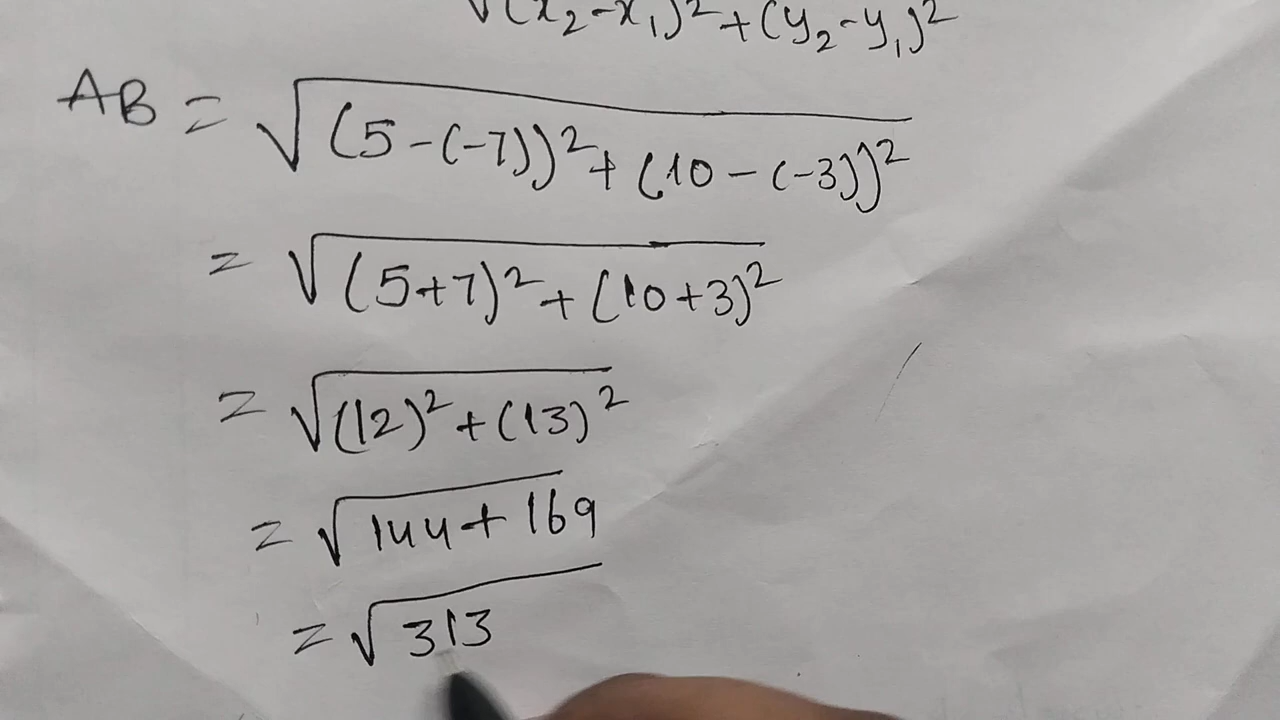 √(x₂-x₁)²+(y₂-y₁)²
AB = √(5-(-7))²+(10-(-3))²
= √(5+7)²+(10+3)²
= √(12)²+(13)²
= √144+169
= √313